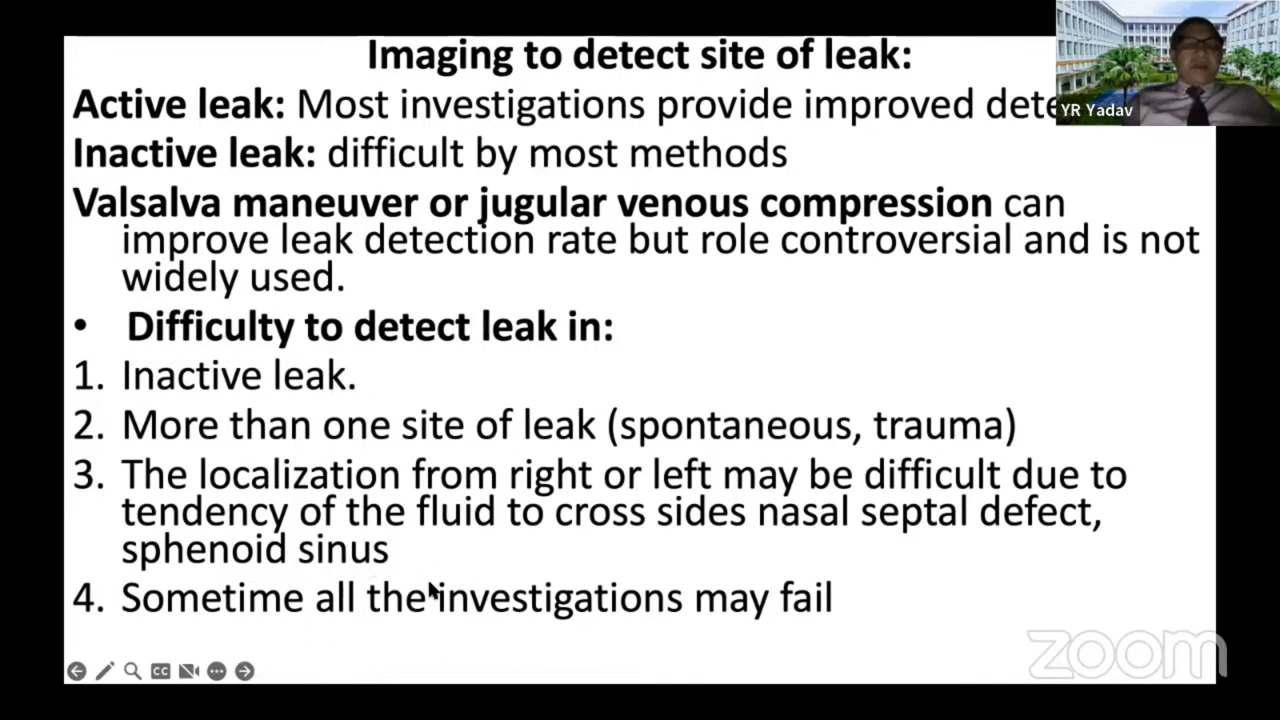 Imaging to detect site of leak:
Active leak: Most investigations provide improved
YR Yadav
Inactive leak: difficult by most methods
Valsalva maneuver or jugular venous compression can
improve leak detection rate but role controversial and is not
widely used.
• Difficulty to detect leak in:
1. Inactive leak.
2. More than one site of leak (spontaneous, trauma)
3. The localization from right or left may be difficult due to
tendency of the fluid to cross sides nasal septal defect,
sphenoid sinus
4. Sometime all the investigations may fail
CC
zoom